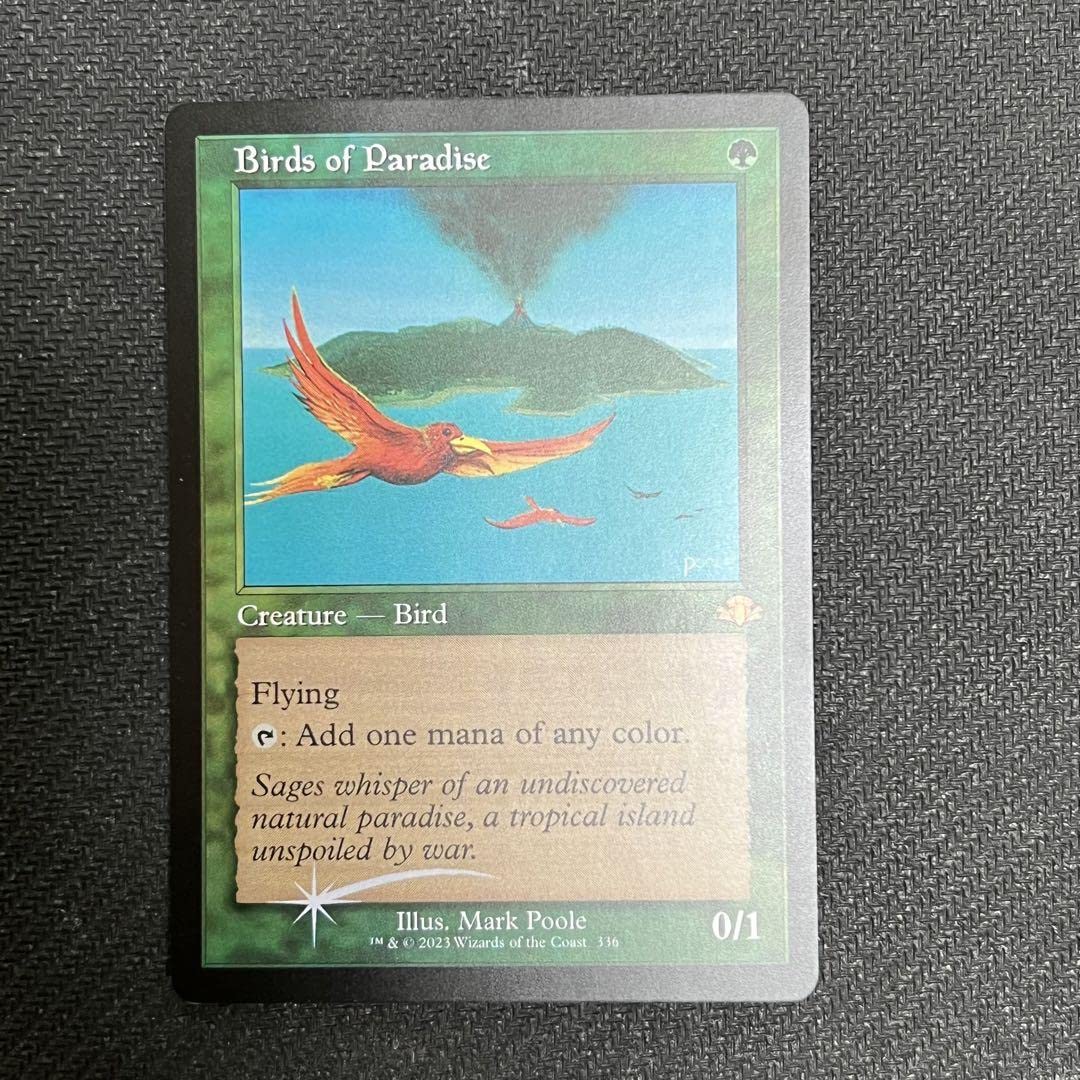 Birds of Paradise
Creature — Bird
Flying
: Add one mana of any color.
Sages whisper of an undiscovered
natural paradise, a tropical island
unspoiled by war.
Illus. Mark Poole
™ & © 2023 Wizards of the Coast 336
0/1